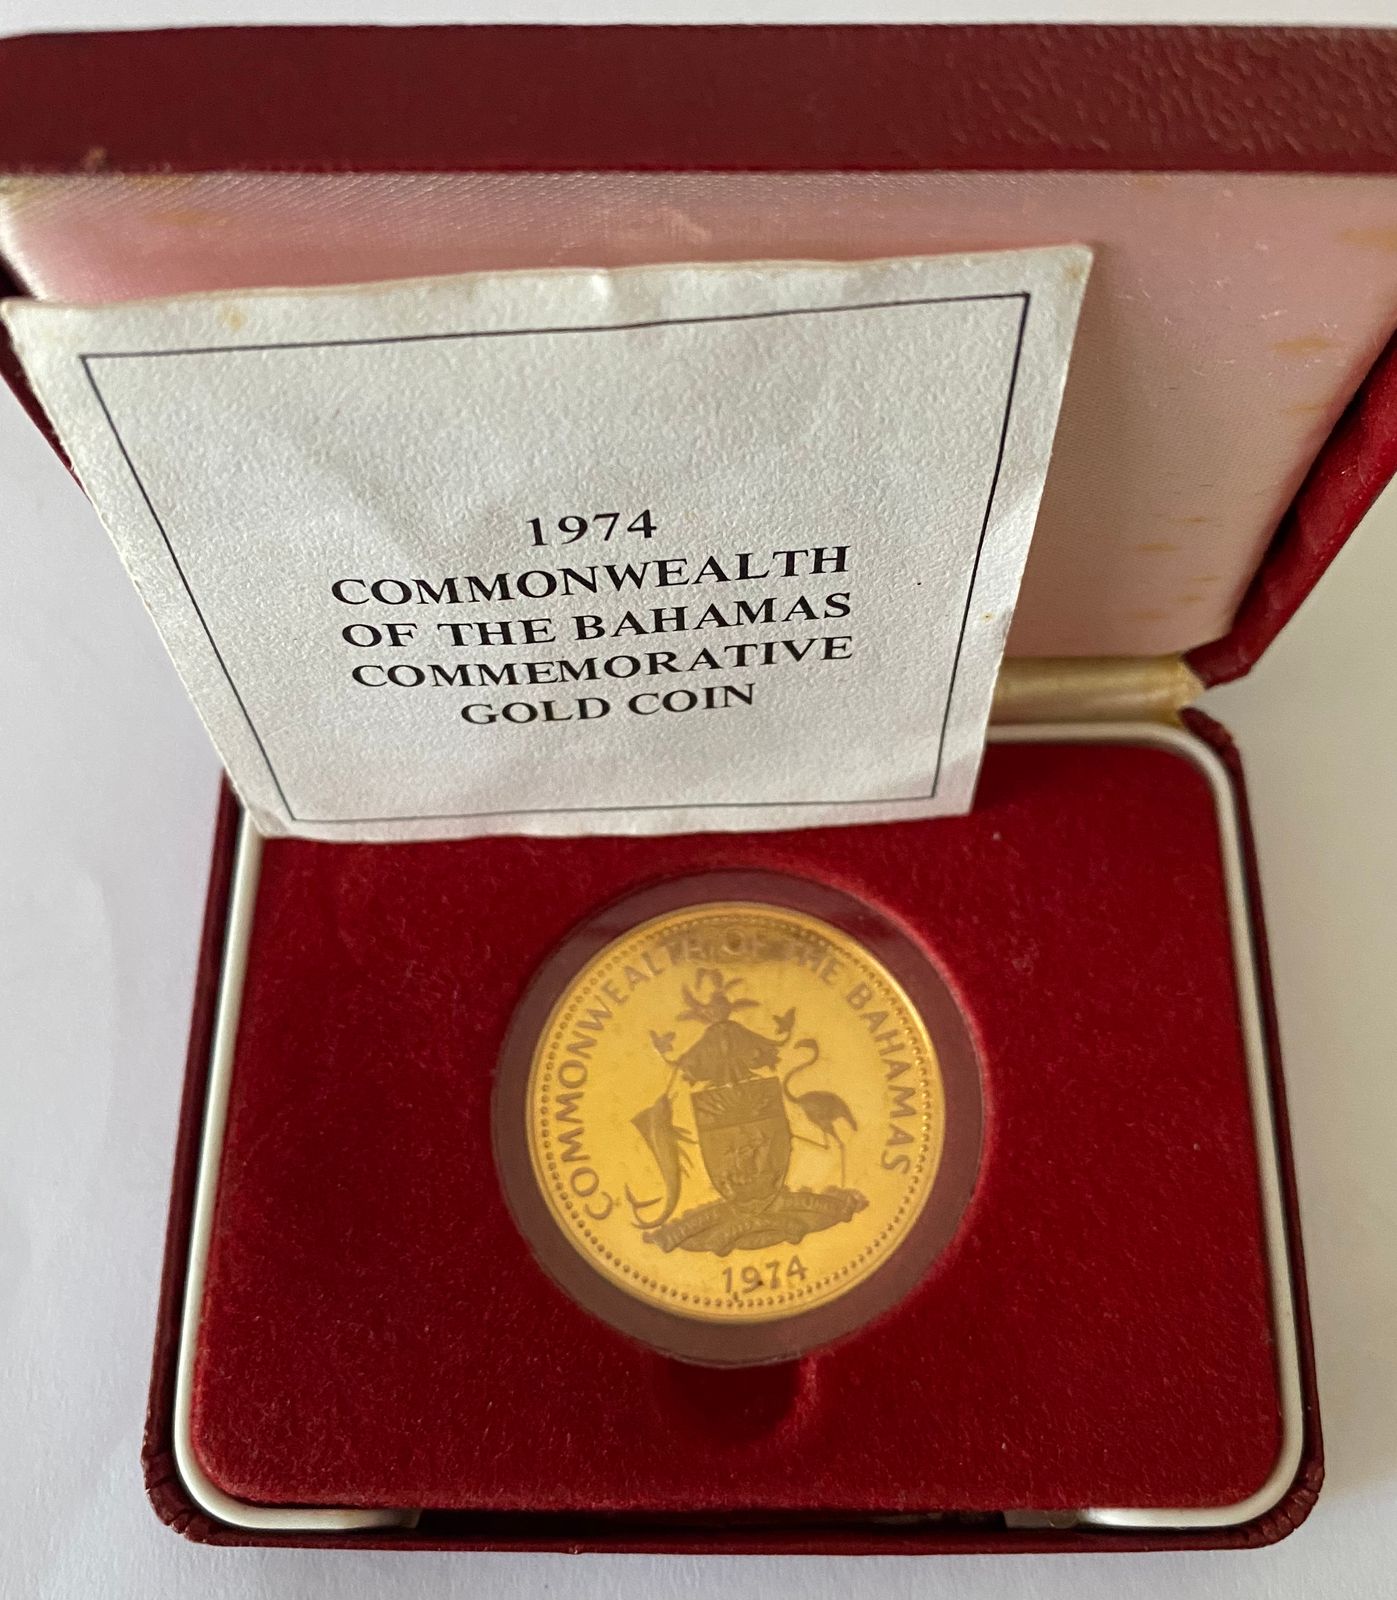 1974
COMMONWEALTH
OF THE BAHAMAS
COMMEMORATIVE
GOLD COIN
COMMONWEALTH OF THE BAHAMAS
1974